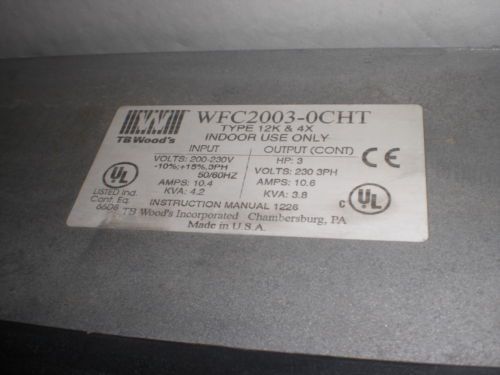 WFC2003-0CHT
TB Wood's
TYPE 12K & 4X
INDOOR USE ONLY
INPUT
VOLTS: 200-230V
-10%;+15%,3PH
50/60HZ
AMPS: 10.4
KVA: 4.2
OUTPUT (CONT)
HP: 3
VOLTS: 230 3PH
AMPS: 10.6
KVA: 3.8
CE
UL
LISTED Ind.
Cont. Eq.
6608
INSTRUCTION MANUAL 1226
C UL
TB Wood's Incorporated Chambersburg, PA
Made in U.S.A.